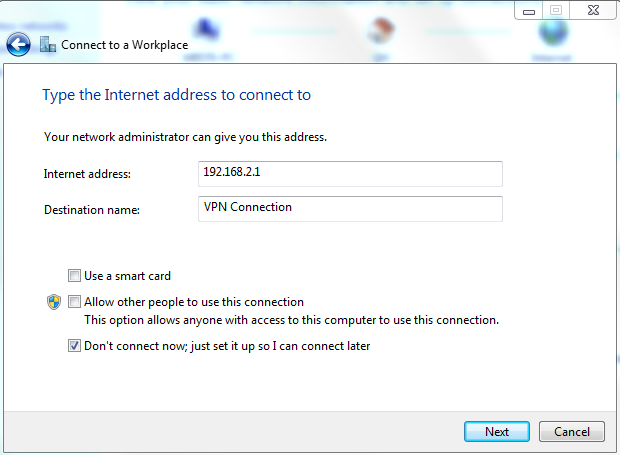 Connect to a Workplace
Type the Internet address to connect to
Your network administrator can give you this address.
Internet address: 192.168.2.1
Destination name: VPN Connection
Use a smart card
Allow other people to use this connection
This option allows anyone with access to this computer to use this connection.
Don't connect now; just set it up so I can connect later
Next Cancel